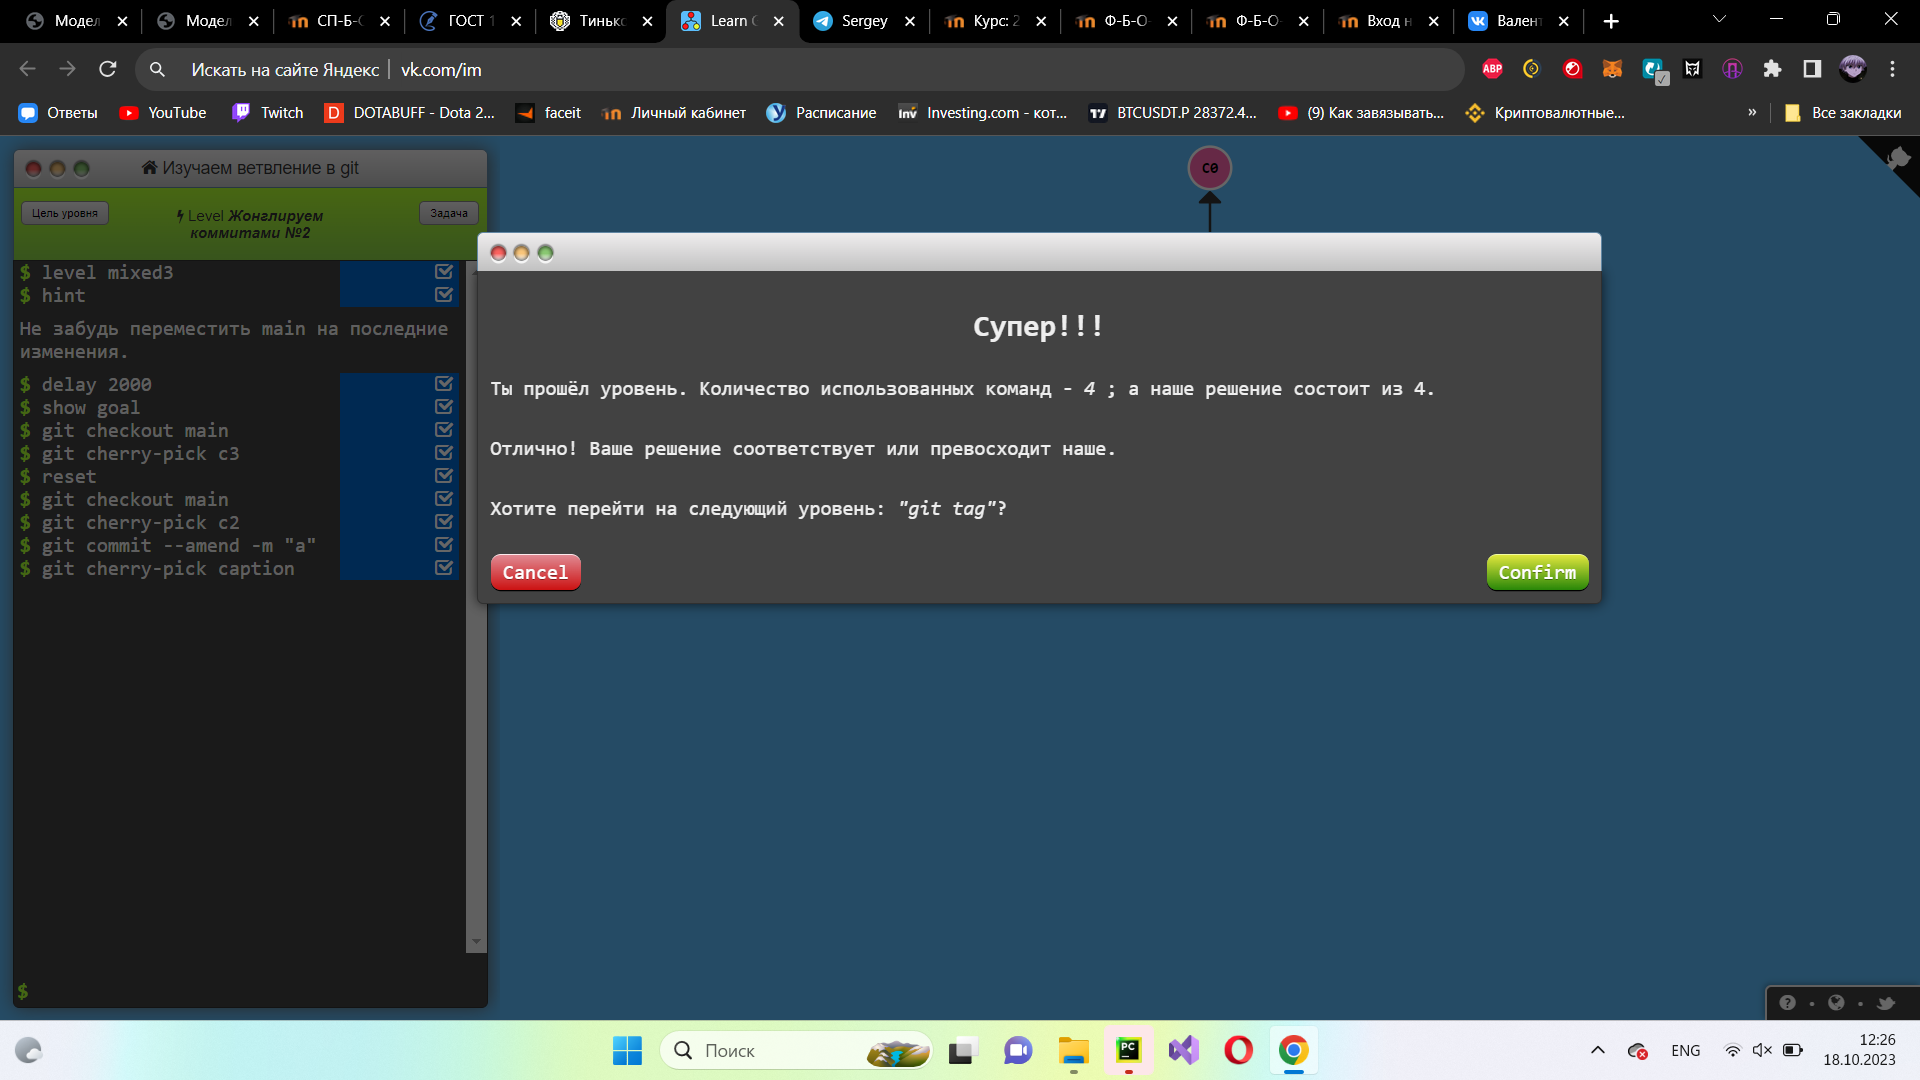 Модел
Модел
СП-Б-С
ГОСТ 1
Тинько
Learn G
Sergey
Курс: 2
Ф-Б-О-
Ф-Б-О-
Вход н
Вален
Искать на сайте Яндекс | vk.com/im
ABP
Ответы
YouTube
Twitch
DOTABUFF - Dota 2...
faceit
Личный кабинет
Расписание
Investing.com - кот...
BTCUSDT.P 28372.4...
(9) Как завязывать...
Криптовалютные...
»
Все закладки
Изучаем ветвление в git
Цель уровня
Level Жонглируем
коммитами №2
Задача
$ level mixed3
$ hint
Не забудь переместить main на последние
изменения.
$ delay 2000
$ show goal
$ git checkout main
$ git cherry-pick c3
$ reset
$ git checkout main
$ git cherry-pick c2
$ git commit --amend -m "a"
$ git cherry-pick caption
$
C0
Супер!!!
Ты прошёл уровень. Количество использованных команд - 4 ; а наше решение состоит из 4.
Отлично! Ваше решение соответствует или превосходит наше.
Хотите перейти на следующий уровень: "git tag"?
Cancel
Confirm
Поиск
PC
ENG
12:26
18.10.2023